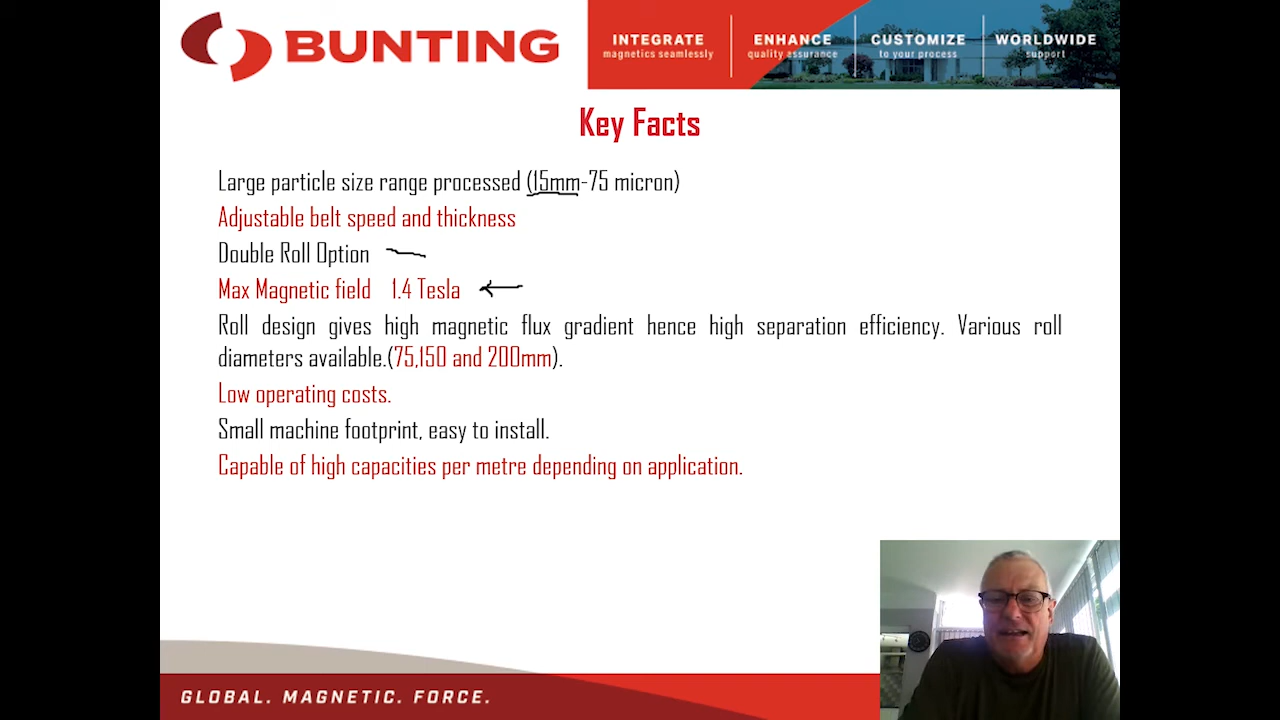 BUNTING
INTEGRATE
magnetics seamlessly
ENHANCE
quality assurance
CUSTOMIZE
to your process
WORLDWIDE
support
Key Facts
Large particle size range processed (15mm-75 micron)
Adjustable belt speed and thickness
Double Roll Option
Max Magnetic field 1.4 Tesla
Roll design gives high magnetic flux gradient hence high separation efficiency. Various roll
diameters available.(75,150 and 200mm).
Low operating costs.
Small machine footprint, easy to install.
Capable of high capacities per metre depending on application.
GLOBAL. MAGNETIC. FORCE.